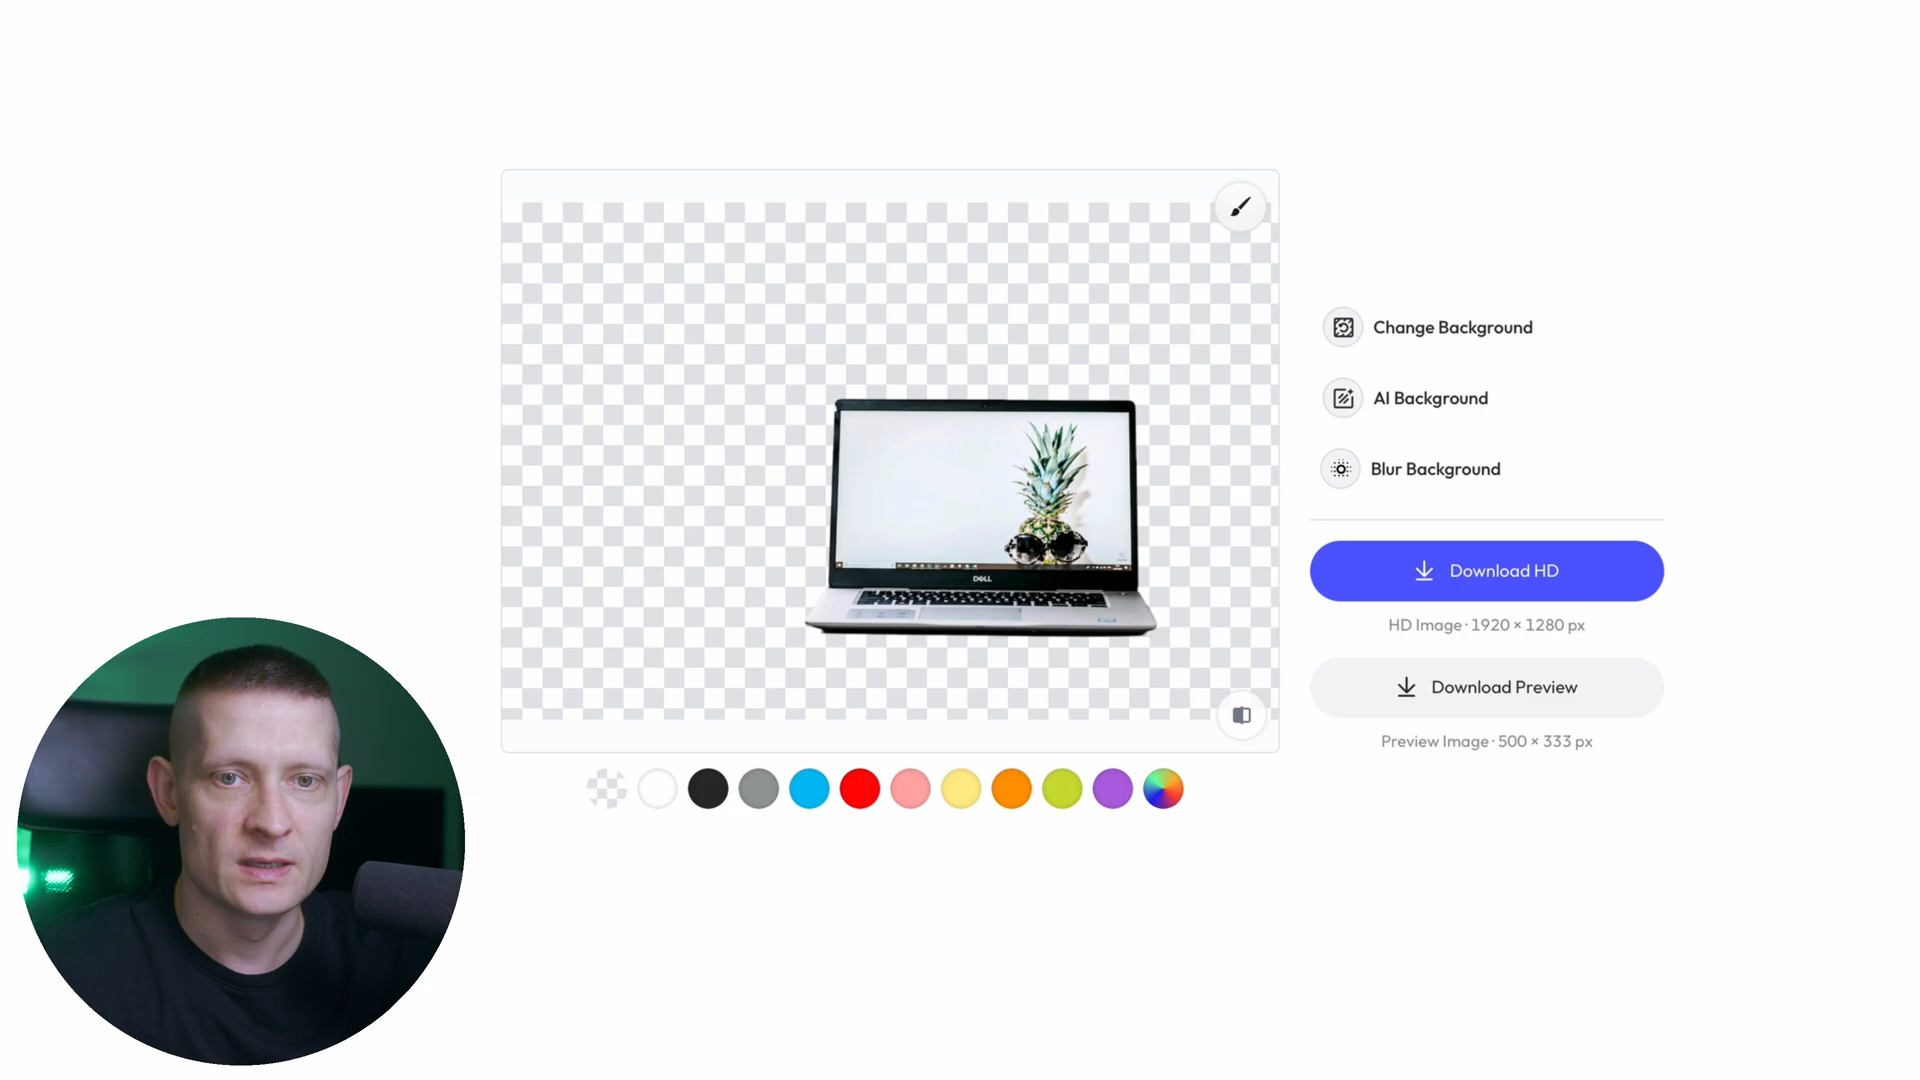 Change Background
AI Background
Blur Background
Download HD
HD Image · 1920 × 1280 px
Download Preview
Preview Image · 500 × 333 px
DELL